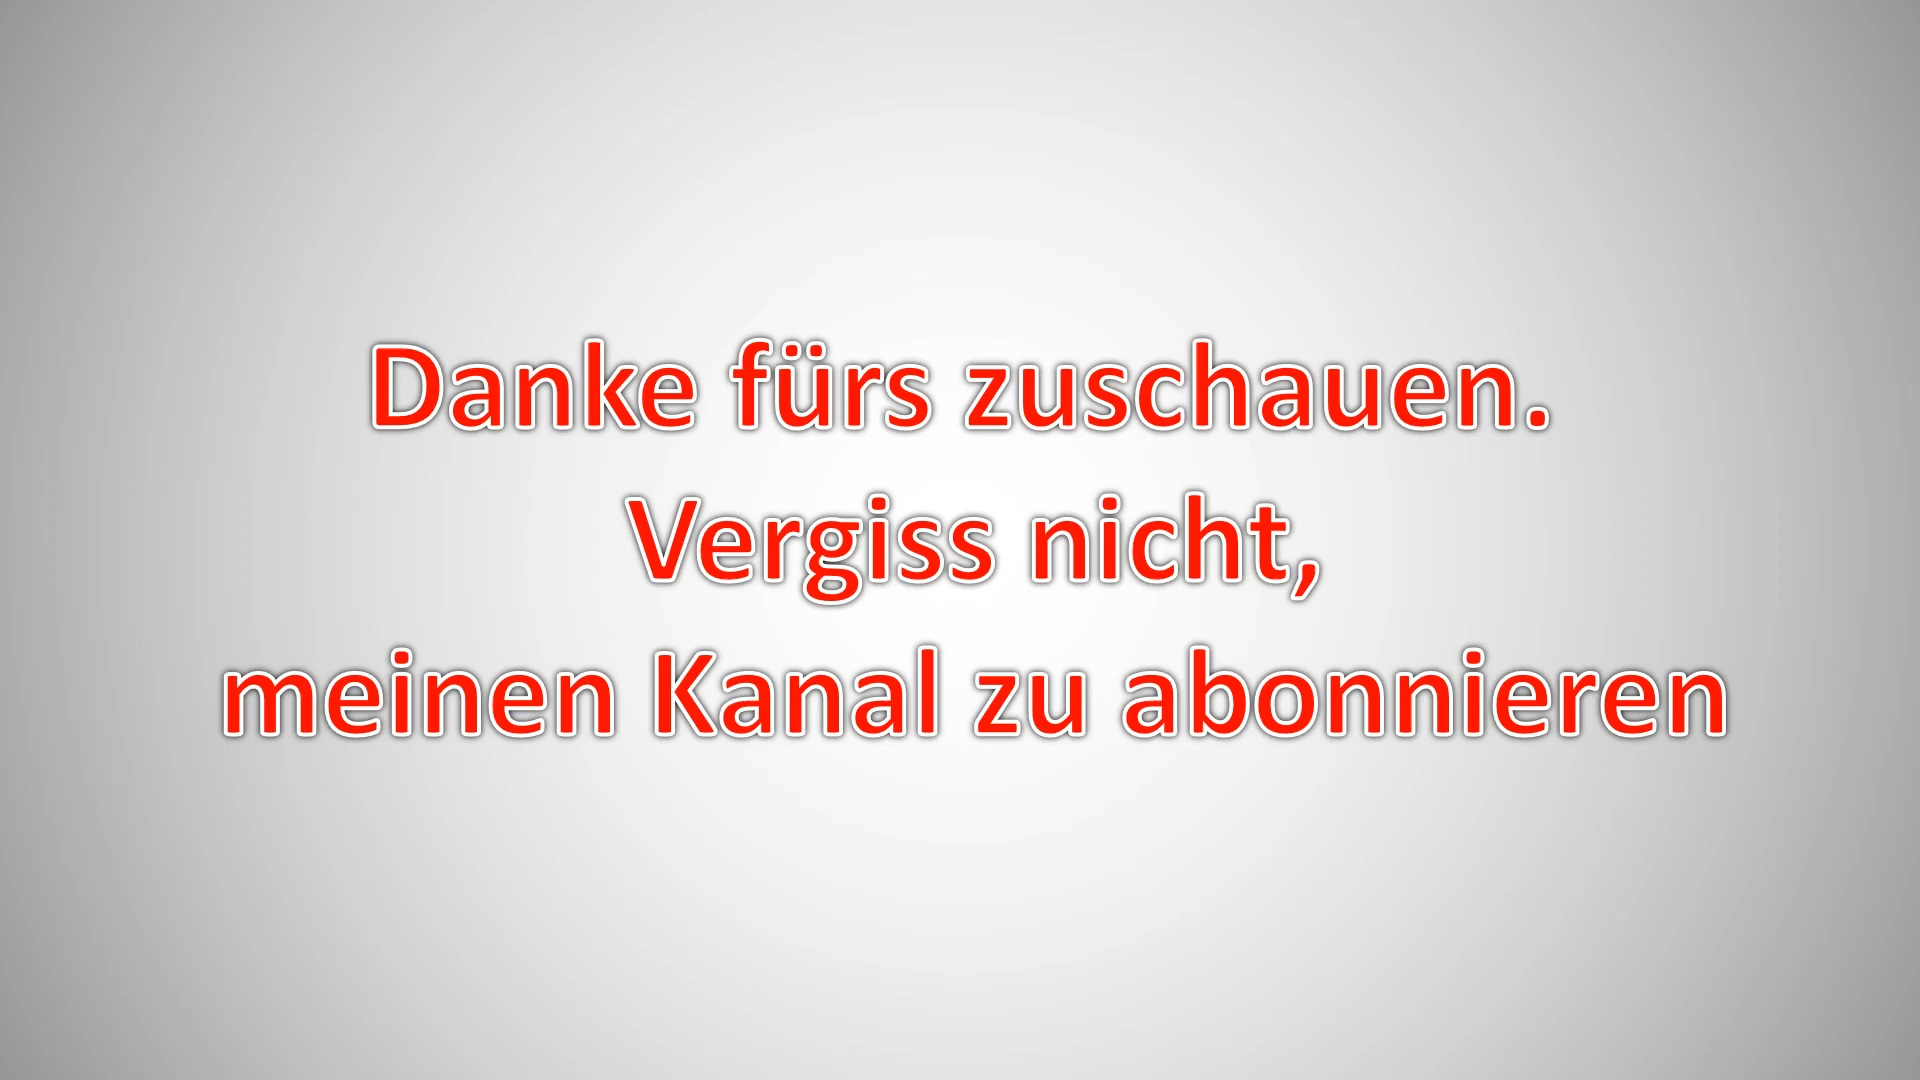 Danke fürs zuschauen.
Vergiss nicht,
meinen Kanal zu abonnieren